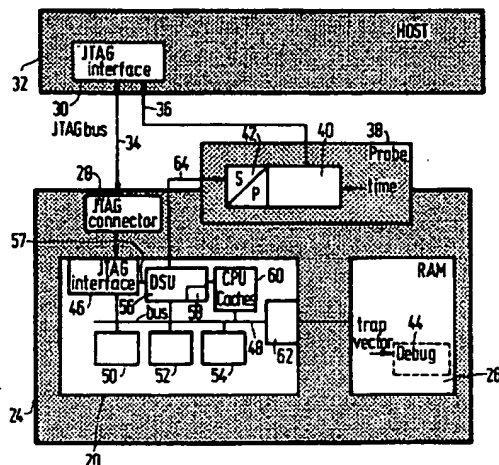 HOST
32
JTAG
interface
30
36
JTAG bus
34
38
Probe
42
40
S
P
time
64
28
JTAG
connector
57
JTAG
interface
46
56
DSU
58
CPU
Caches
60
bus
48
62
50
52
54
24
20
RAM
trap
vector
44
Debug
26